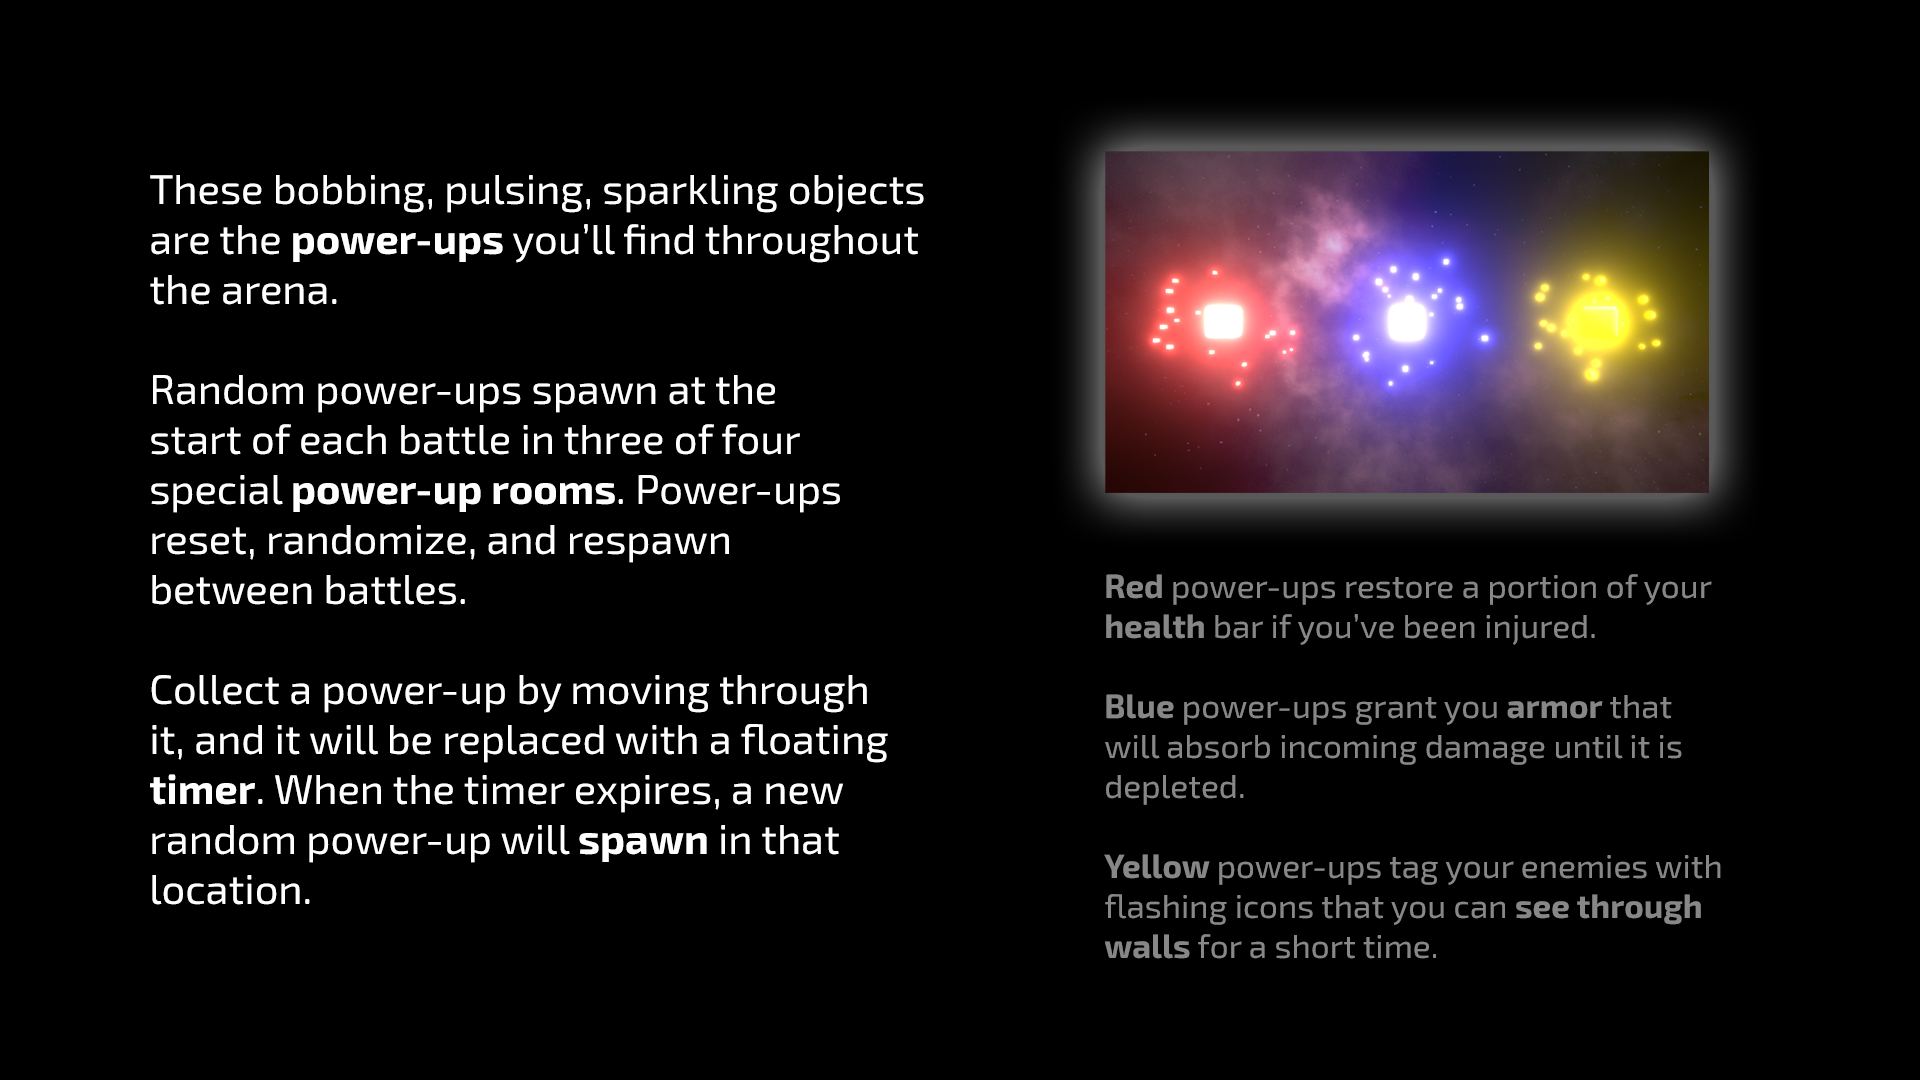 These bobbing, pulsing, sparkling objects
are the power-ups you’ll find throughout
the arena.
Random power-ups spawn at the
start of each battle in three of four
special power-up rooms. Power-ups
reset, randomize, and respawn
between battles.
Collect a power-up by moving through
it, and it will be replaced with a floating
timer. When the timer expires, a new
random power-up will spawn in that
location.
Red power-ups restore a portion of your
health bar if you’ve been injured.
Blue power-ups grant you armor that
will absorb incoming damage until it is
depleted.
Yellow power-ups tag your enemies with
flashing icons that you can see through
walls for a short time.